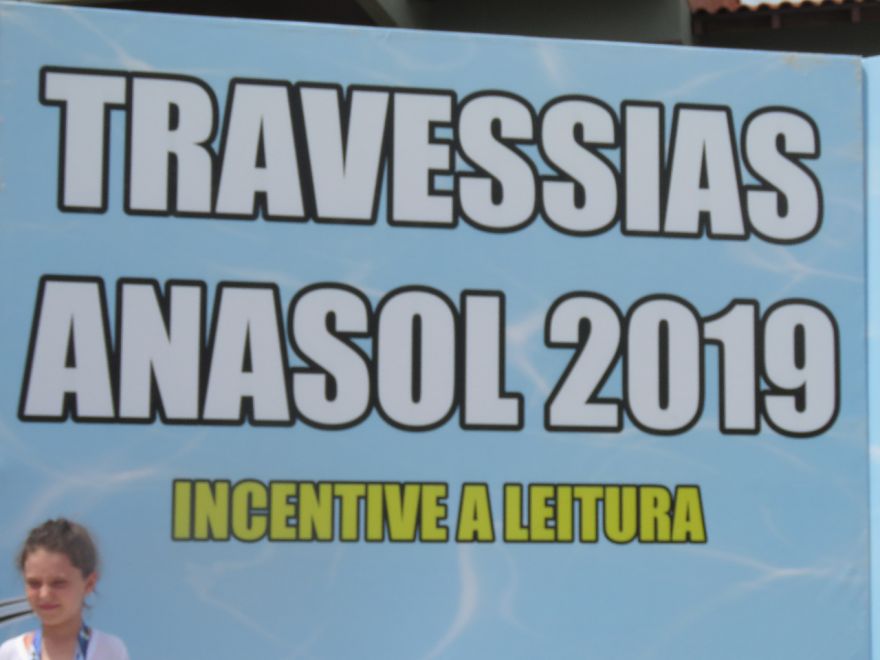 TRAVESSIAS
ANASOL 2019
INCENTIVE A LEITURA